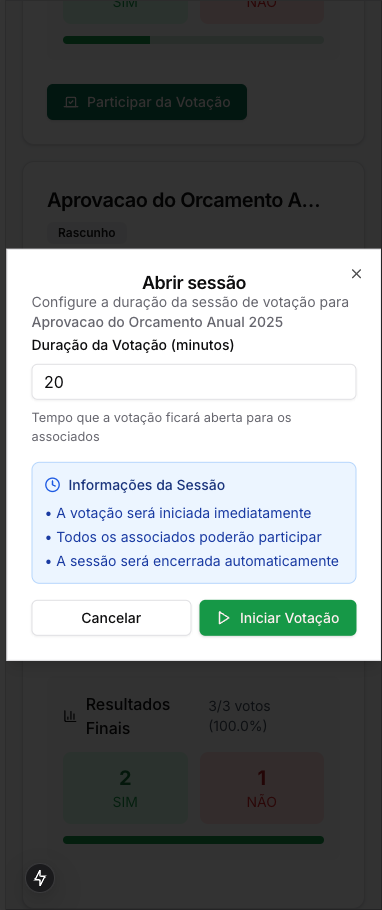 SIM
NÃO
Participar da Votação
Aprovacao do Orcamento A...
Rascunho
Abrir sessão
Configure a duração da sessão de votação para
Aprovacao do Orcamento Anual 2025
Duração da Votação (minutos)
20
Tempo que a votação ficará aberta para os
associados
Informações da Sessão
• A votação será iniciada imediatamente
• Todos os associados poderão participar
• A sessão será encerrada automaticamente
Cancelar
Iniciar Votação
Resultados
Finais
3/3 votos
(100.0%)
2
SIM
1
NÃO